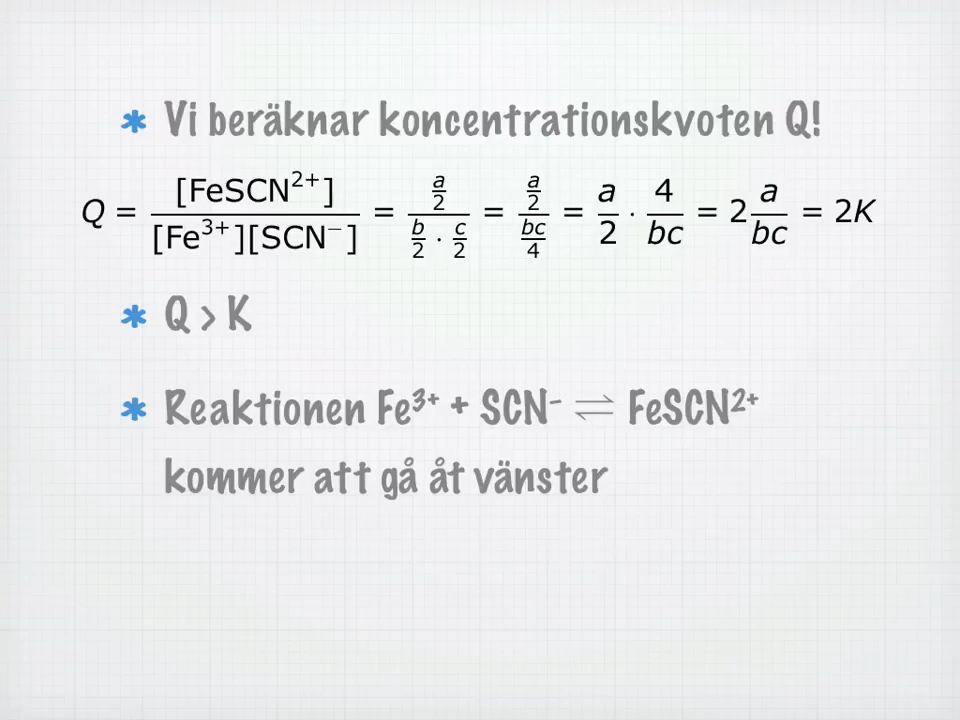 * Vi beräknar koncentrationskvoten Q!
Q = [FeSCN²⁺] / ([Fe³⁺][SCN⁻]) = (a/2) / (b/2 · c/2) = (a/2) / (bc/4) = a/2 · 4/bc = 2 a/bc = 2K
* Q > K
* Reaktionen Fe³⁺ + SCN⁻ ⇌ FeSCN²⁺
kommer att gå åt vänster